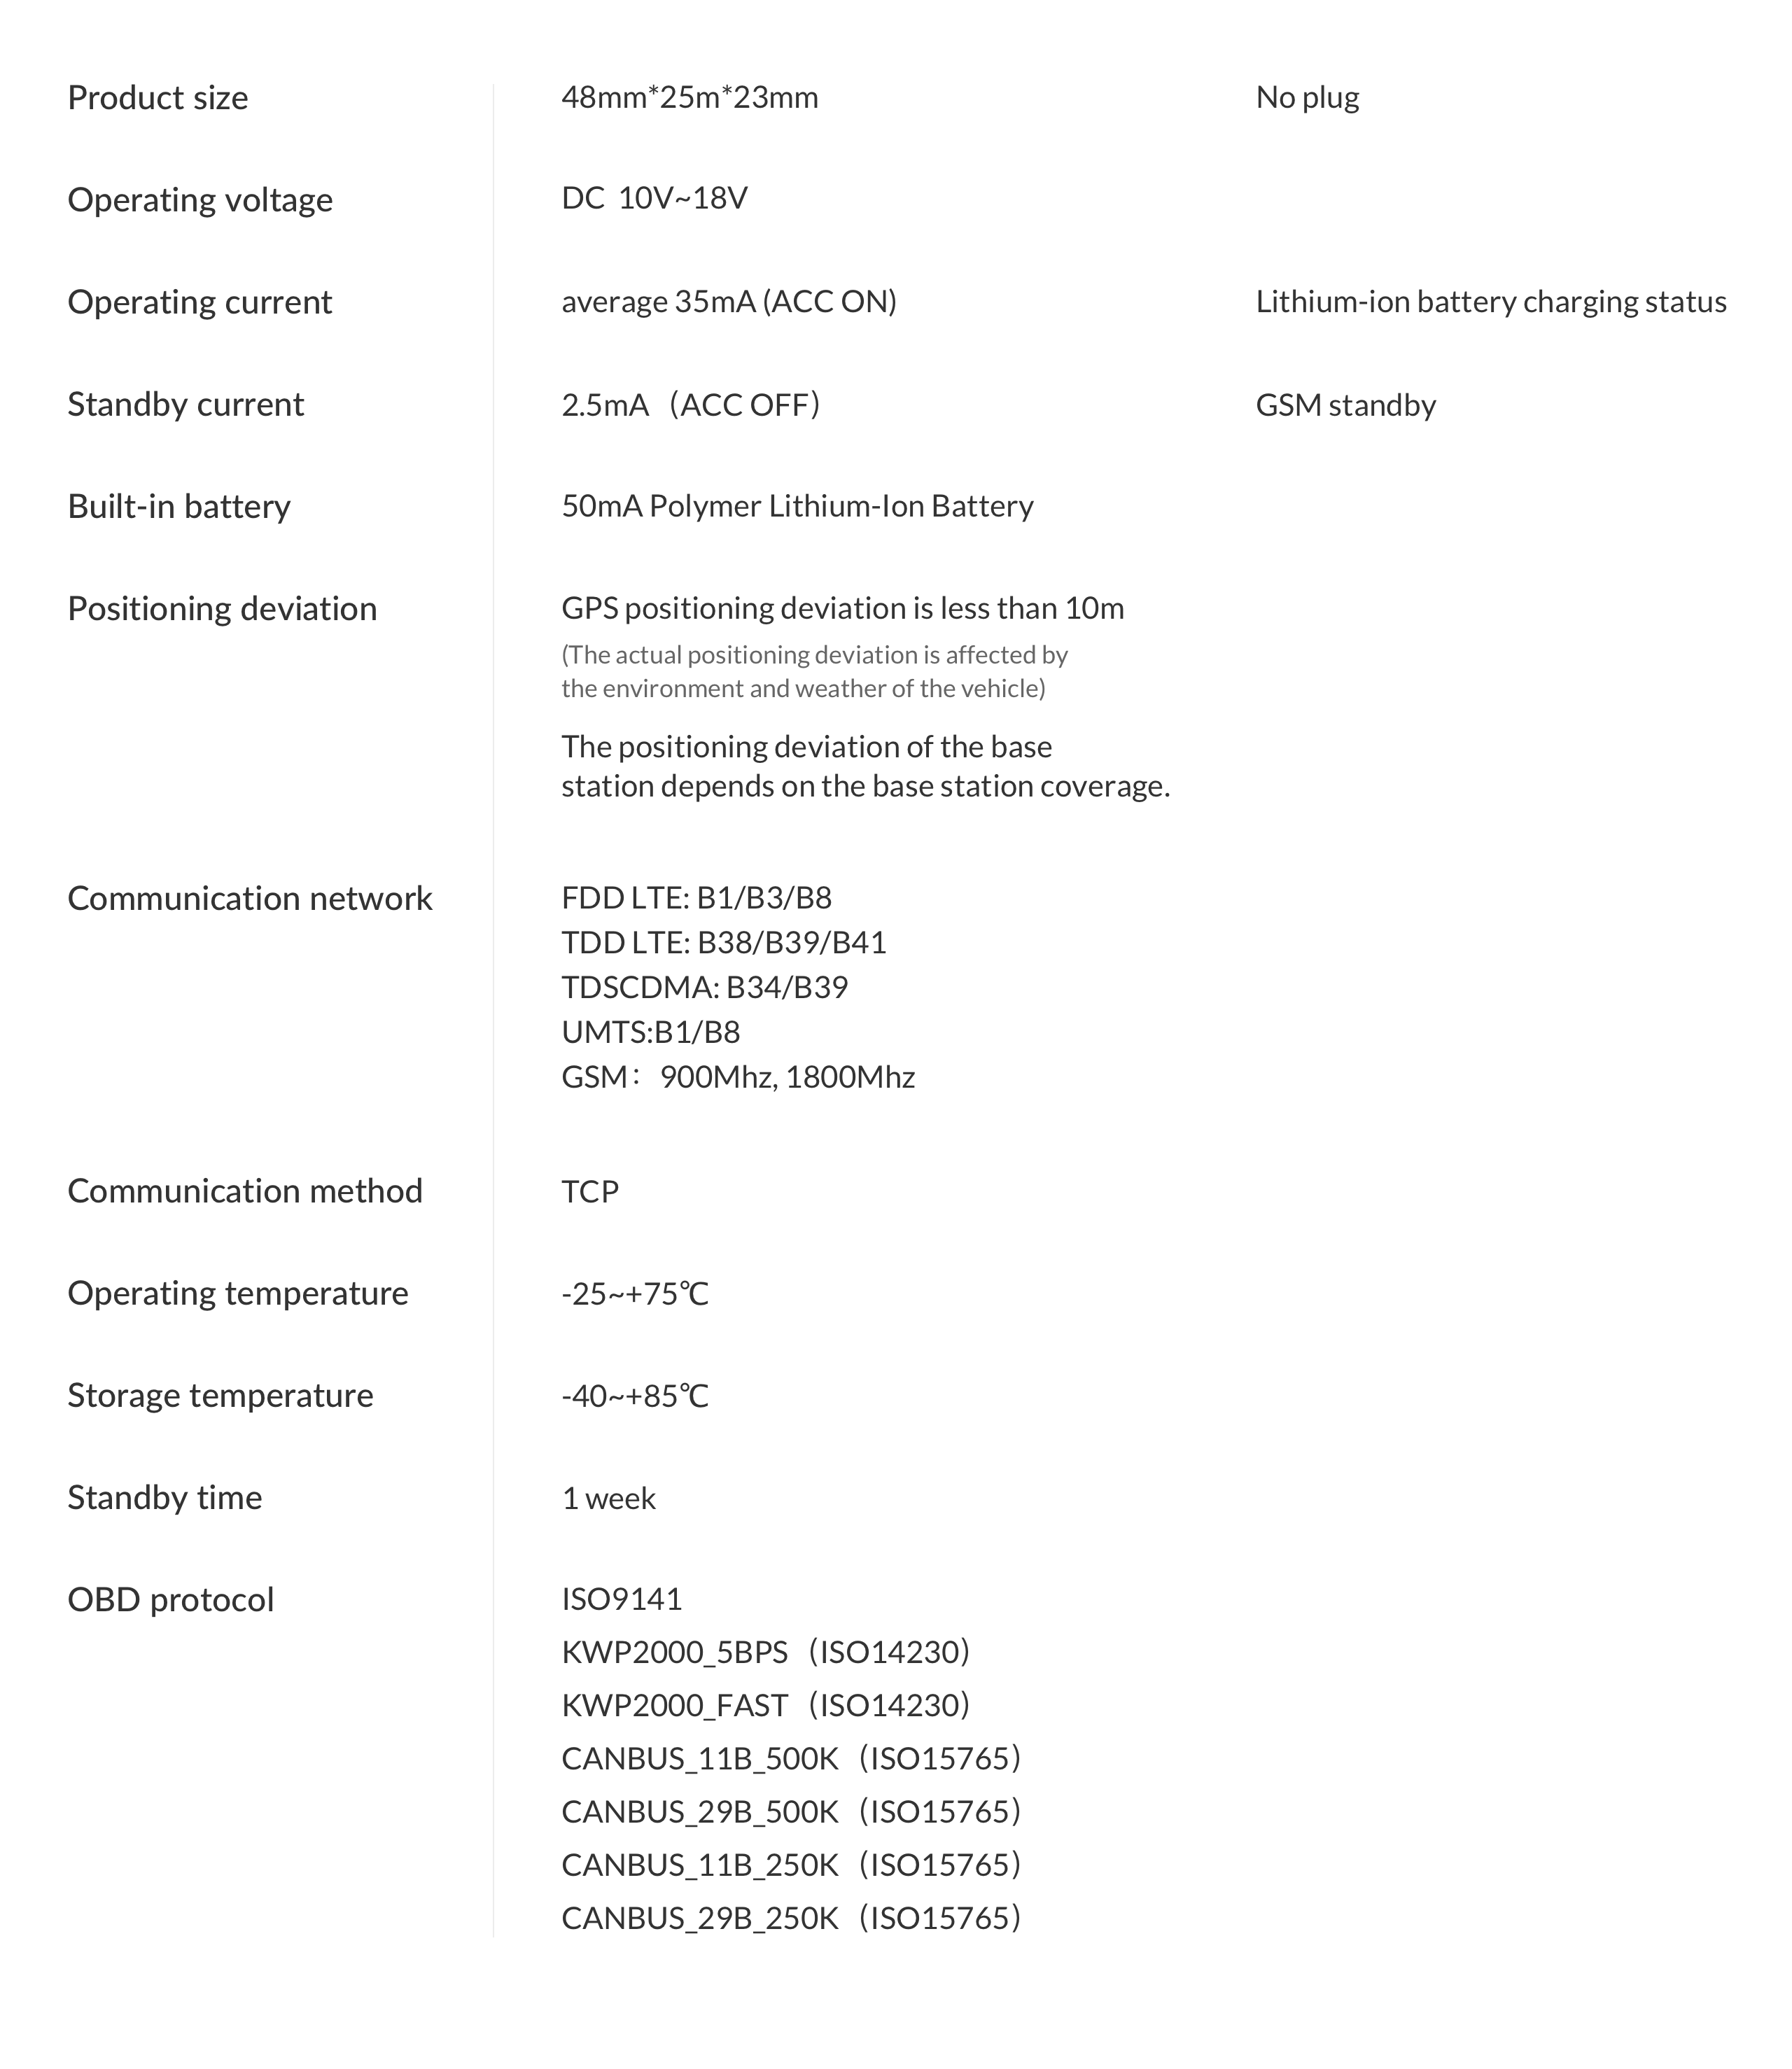 Product size 48mm*25m*23mm No plug
Operating voltage DC 10V~18V
Operating current average 35mA (ACC ON) Lithium-ion battery charging status
Standby current 2.5mA （ACC OFF） GSM standby
Built-in battery 50mA Polymer Lithium-Ion Battery
Positioning deviation GPS positioning deviation is less than 10m
(The actual positioning deviation is affected by
the environment and weather of the vehicle)
The positioning deviation of the base
station depends on the base station coverage.
Communication network FDD LTE: B1/B3/B8
TDD LTE: B38/B39/B41
TDSCDMA: B34/B39
UMTS:B1/B8
GSM： 900Mhz, 1800Mhz
Communication method TCP
Operating temperature -25~+75℃
Storage temperature -40~+85℃
Standby time 1 week
OBD protocol ISO9141
KWP2000_5BPS （ISO14230）
KWP2000_FAST （ISO14230）
CANBUS_11B_500K （ISO15765）
CANBUS_29B_500K （ISO15765）
CANBUS_11B_250K （ISO15765）
CANBUS_29B_250K （ISO15765）